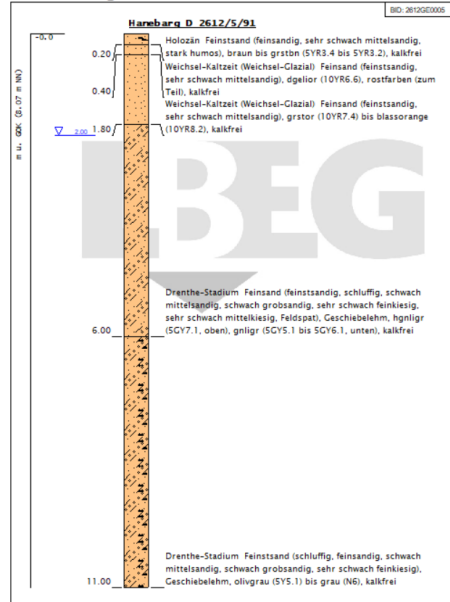 BID: 2612GE0005
Hanebarg D 2612/5/91
-0.0
m u. GOK (8.07 m NN)
Holozän Feinstsand (feinsandig, sehr schwach mittelsandig,
stark humos), braun bis grstbn (5YR3.4 bis 5YR3.2), kalkfrei
0.20
Weichsel-Kaltzeit (Weichsel-Glazial) Feinsand (feinstsandig,
sehr schwach mittelsandig), dgelior (10YR6.6), rostfarben (zum
Teil), kalkfrei
0.40
Weichsel-Kaltzeit (Weichsel-Glazial) Feinsand (feinstsandig,
sehr schwach mittelsandig), grstor (10YR7.4) bis blassorange
(10YR8.2), kalkfrei
2.00 1.80
LBEG
Drenthe-Stadium Feinsand (feinstsandig, schluffig, schwach
mittelsandig, schwach grobsandig, sehr schwach feinkiesig,
sehr schwach mittelkiesig, Feldspat), Geschiebelehm, hgnligr
(5GY7.1, oben), gnligr (5GY5.1 bis 5GY6.1, unten), kalkfrei
6.00
Drenthe-Stadium Feinstsand (schluffig, feinsandig, schwach
mittelsandig, schwach grobsandig, sehr schwach feinkiesig),
Geschiebelehm, olivgrau (5Y5.1) bis grau (N6), kalkfrei
11.00